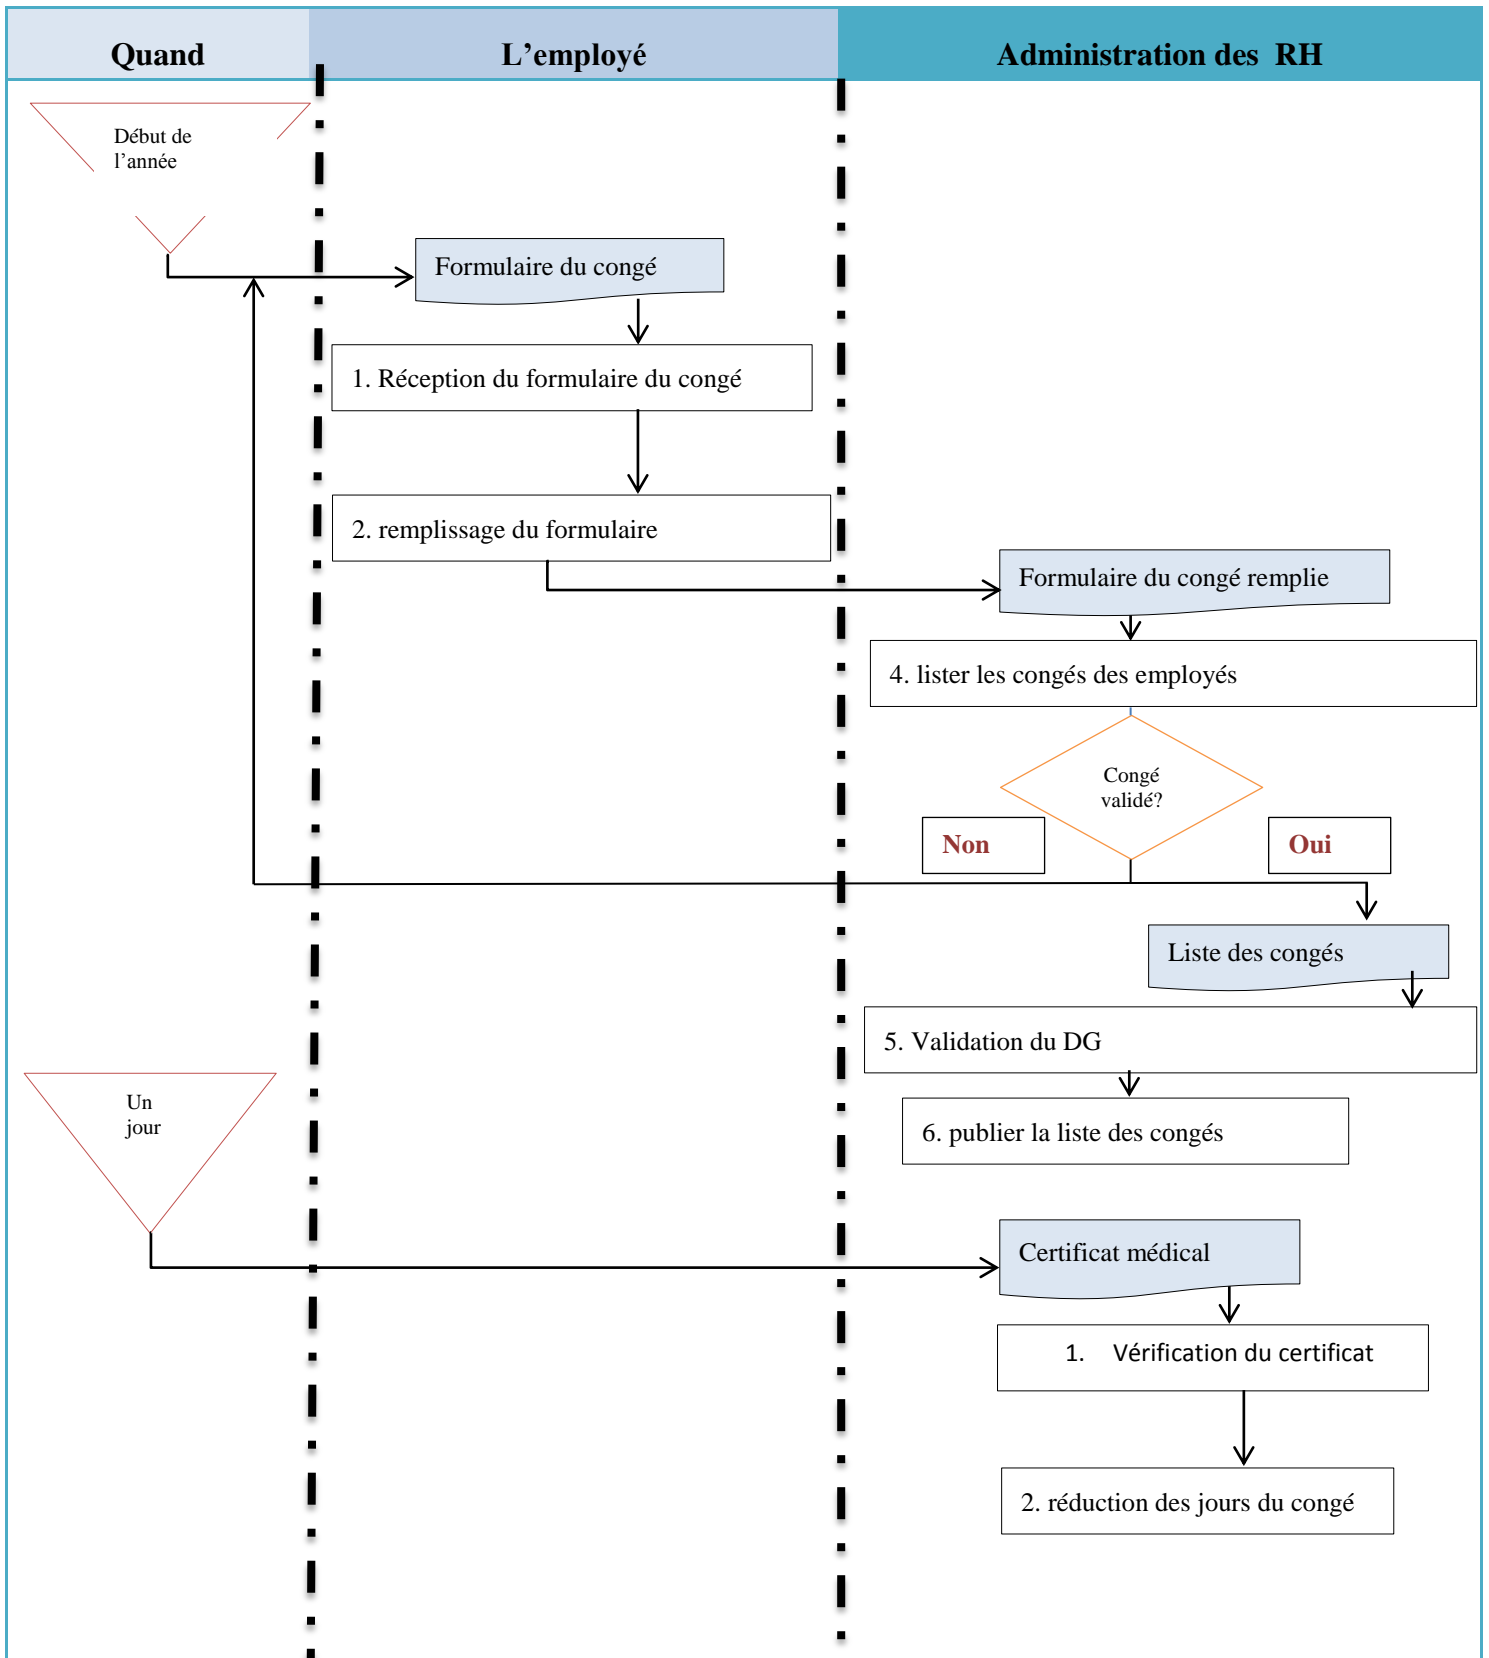 Quand
L’employé
Administration des  RH
Début de
l’année
Formulaire du congé
1. Réception du formulaire du congé
2. remplissage du formulaire
Formulaire du congé remplie
4. lister les congés des employés
Congé
validé?
Non
Oui
Liste des congés
5. Validation du DG
Un
jour
6. publier la liste des congés
Certificat médical
1. Vérification du certificat
2. réduction des jours du congé